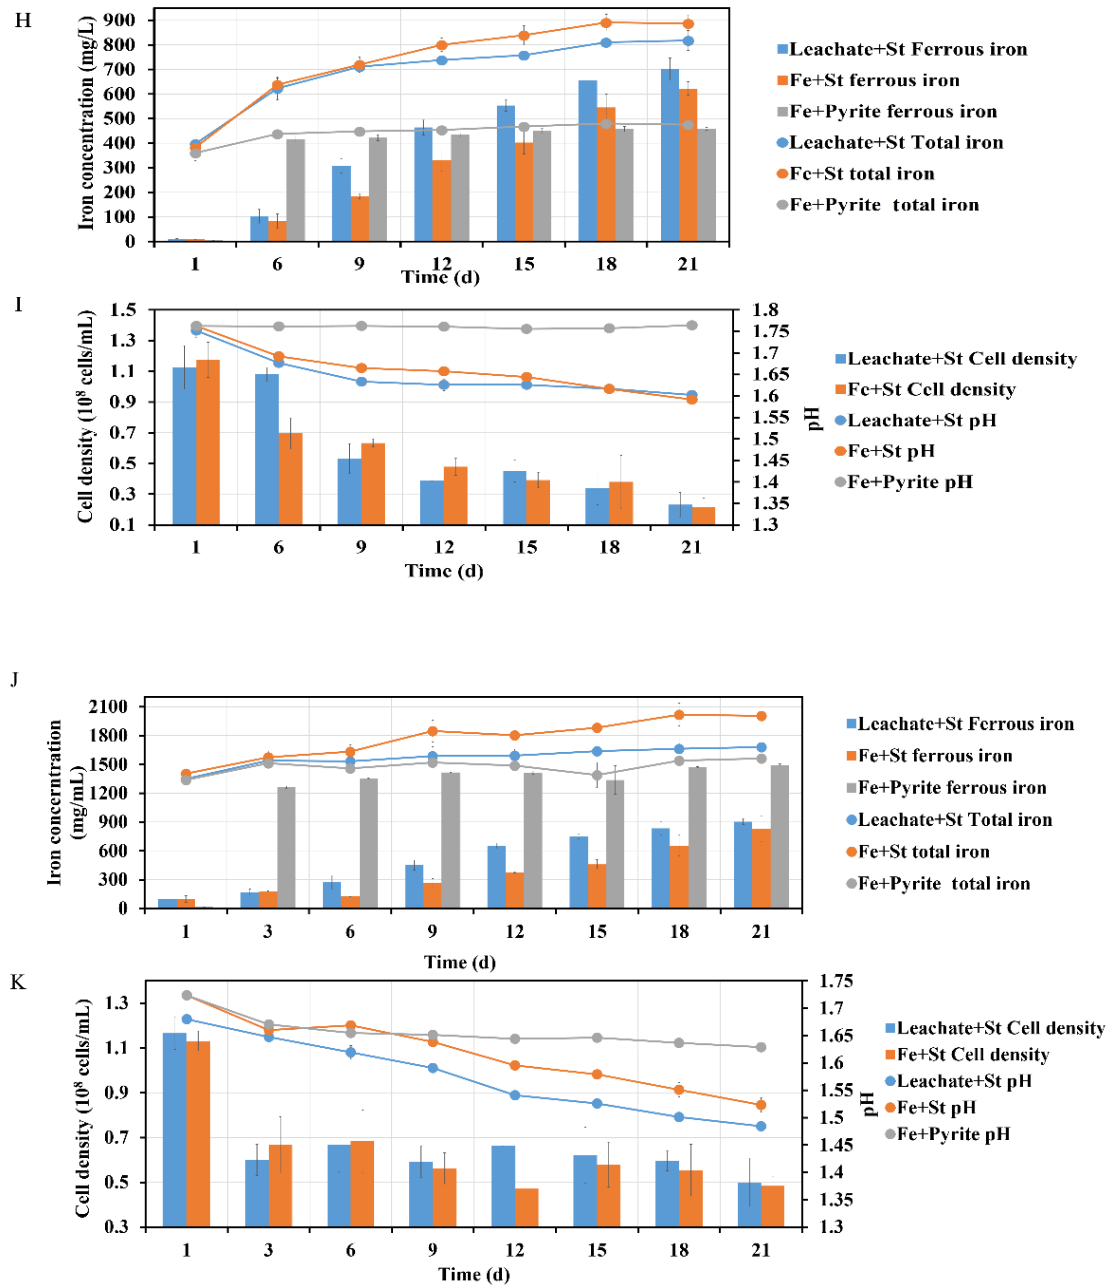 H
Iron concentration (mg/L)
900
800
700
600
500
400
300
200
100
0
1 6 9 12 15 18 21
Time (d)
Leachate+St Ferrous iron
Fe+St ferrous iron
Fe+Pyrite ferrous iron
Leachate+St Total iron
Fe+St total iron
Fe+Pyrite total iron
I
Cell density (10⁸ cells/mL)
1.5
1.3
1.1
0.9
0.7
0.5
0.3
0.1
1 6 9 12 15 18 21
Time (d)
1.8
1.75
1.7
1.65
1.6
1.55
1.5
1.45
1.4
1.35
1.3
pH
Leachate+St Cell density
Fe+St Cell density
Leachate+St pH
Fe+St pH
Fe+Pyrite pH
J
Iron concerntration
(mg/mL)
2100
1800
1500
1200
900
600
300
0
1 3 6 9 12 15 18 21
Time (d)
Leachate+St Ferrous iron
Fe+St ferrous iron
Fe+Pyrite ferrous iron
Leachate+St Total iron
Fe+St total iron
Fe+Pyrite total iron
K
Cell density (10⁸ cells/mL)
1.3
1.1
0.9
0.7
0.5
0.3
1 3 6 9 12 15 18 21
Time (d)
1.75
1.7
1.65
1.6
1.55
1.5
1.45
1.4
1.35
1.3
pH
Leachate+St Cell density
Fe+St Cell density
Leachate+St pH
Fe+St pH
Fe+Pyrite pH